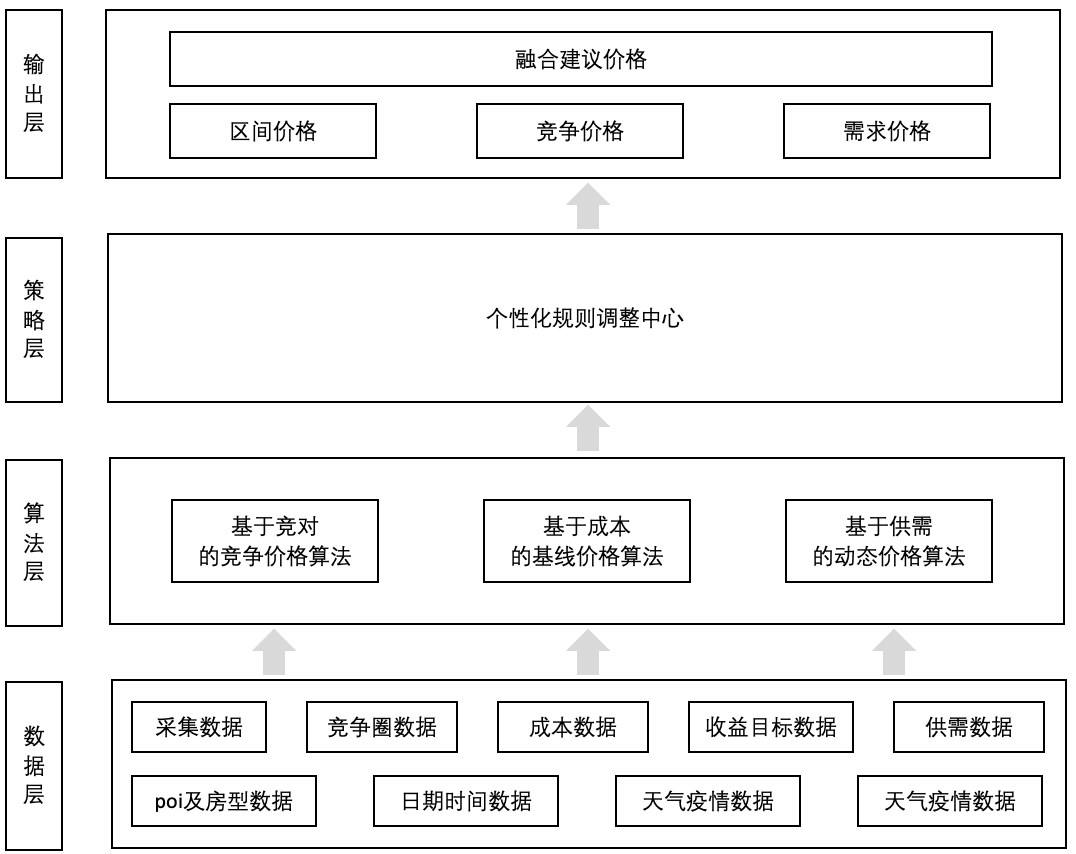 输出层
融合建议价格
区间价格
竞争价格
需求价格
策略层
个性化规则调整中心
算法层
基于竞对
的竞争价格算法
基于成本
的基线价格算法
基于供需
的动态价格算法
数据层
采集数据
竞争圈数据
成本数据
收益目标数据
供需数据
poi及房型数据
日期时间数据
天气疫情数据
天气疫情数据